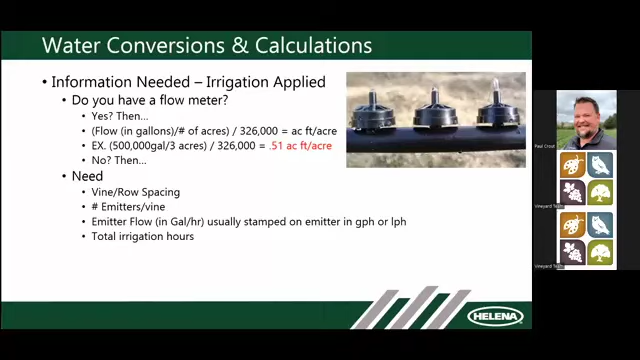 Water Conversions & Calculations
• Information Needed – Irrigation Applied
• Do you have a flow meter?
• Yes? Then…
• (Flow (in gallons)/# of acres) / 326,000 = ac ft/acre
• EX. (500,000gal/3 acres) / 326,000 = .51 ac ft/acre
• No? Then…
• Need
• Vine/Row Spacing
• # Emitters/vine
• Emitter Flow (in Gal/hr) usually stamped on emitter in gph or lph
• Total irrigation hours
HELENA
Paul Crout
Vineyard Team
Vineyard Team